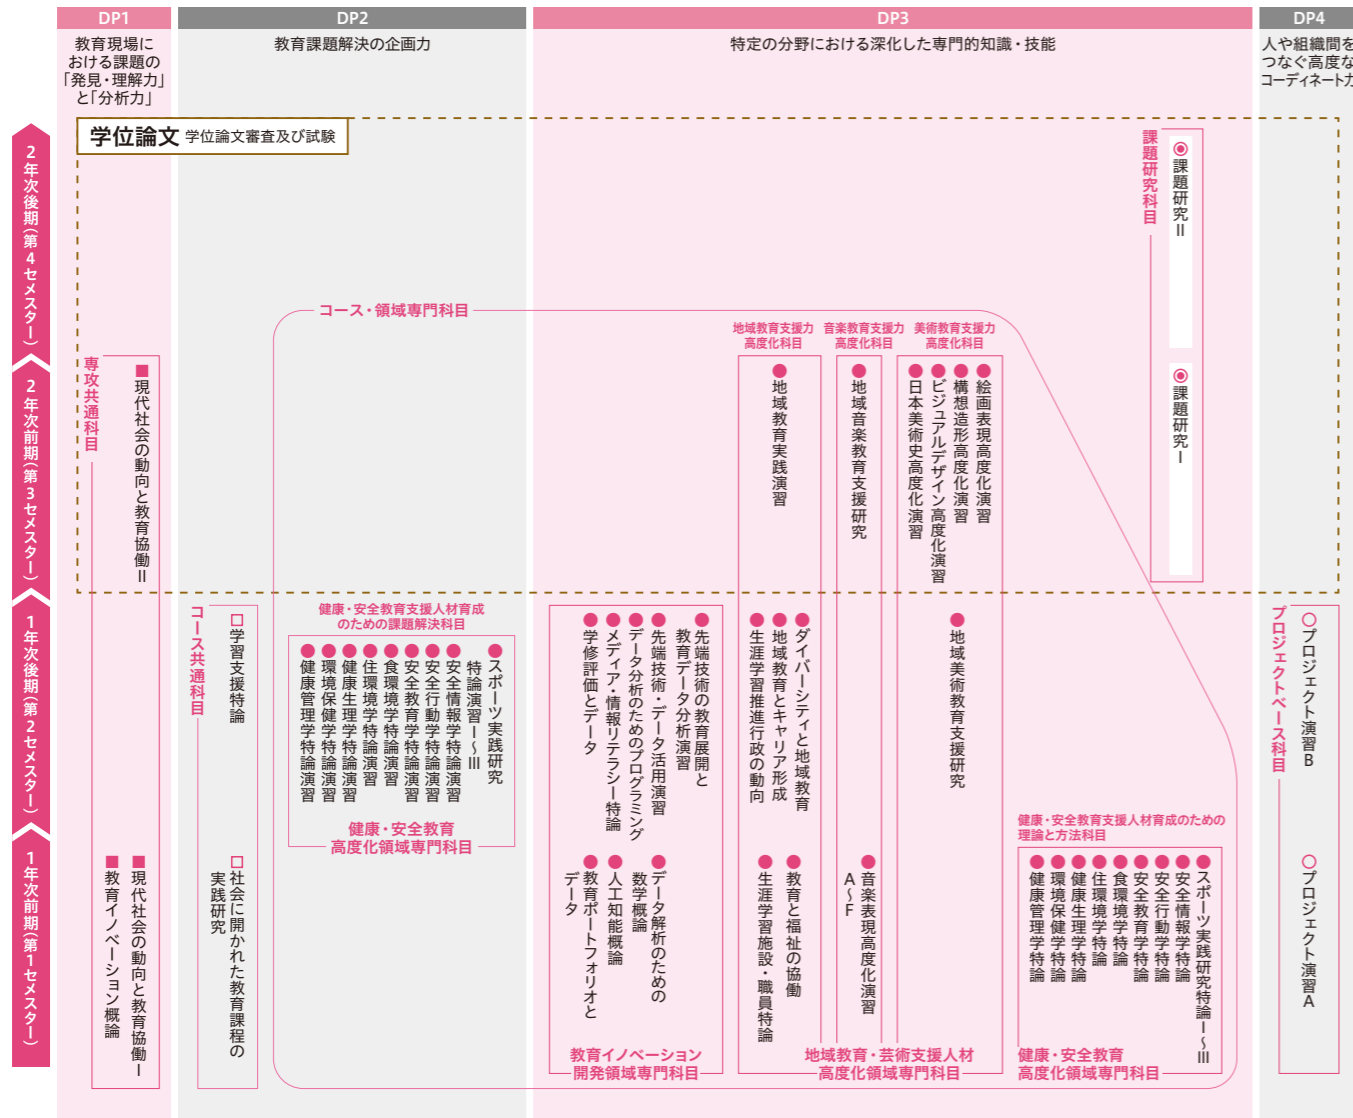 DP1
DP2
DP3
DP4
教育現場に
おける課題の
「発見・理解力」
と「分析力」
教育課題解決の企画力
特定の分野における深化した専門的知識・技能
人や組織間を
つなぐ高度な
コーディネート力
学位論文 学位論文審査及び試験
2年次後期(第4セメスター)
2年次前期(第3セメスター)
1年次後期(第2セメスター)
1年次前期(第1セメスター)
専攻共通科目
■現代社会の動向と教育協働II
■現代社会の動向と教育協働I
■教育イノベーション概論
コース共通科目
□学習支援特論
□社会に開かれた教育課程の
実践研究
コース・領域専門科目
健康・安全教育支援人材育成
のための課題解決科目
●スポーツ実践研究
特論演習I〜III
●安全情報学特論演習
●安全行動学特論演習
●安全教育学特論演習
●食環境学特論演習
●住環境学特論演習
●健康生理学特論演習
●環境保健学特論演習
●健康管理学特論演習
健康・安全教育
高度化領域専門科目
●先端技術の教育展開と
教育データ分析演習
●先端技術・データ活用演習
●データ分析のためのプログラミング
●メディア・情報リテラシー特論
●学修評価とデータ
●データ解析のための
数学概論
●人工知能概論
●教育ポートフォリオと
データ
教育イノベーション
開発領域専門科目
地域教育支援力
高度化科目
●地域教育実践演習
●ダイバーシティと地域教育
●地域教育とキャリア形成
●生涯学習推進行政の動向
●教育と福祉の協働
●生涯学習施設・職員特論
音楽教育支援力
高度化科目
●地域音楽教育支援研究
●音楽表現高度化演習
A〜F
美術教育支援力
高度化科目
●絵画表現高度化演習
●構想造形高度化演習
●ビジュアルデザイン高度化演習
●日本美術史高度化演習
●地域美術教育支援研究
地域教育・芸術支援人材
高度化領域専門科目
健康・安全教育支援人材育成のための
理論と方法科目
●スポーツ実践研究特論I〜III
●安全情報学特論
●安全行動学特論
●安全教育学特論
●食環境学特論
●住環境学特論
●健康生理学特論
●環境保健学特論
●健康管理学特論
健康・安全教育
高度化領域専門科目
課題研究科目
◉課題研究II
◉課題研究I
プロジェクトベース科目
○プロジェクト演習B
○プロジェクト演習A